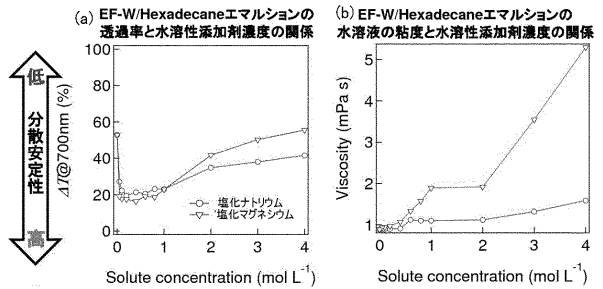 (a) EF-W/Hexadecaneエマルションの
透過率と水溶性添加剤濃度の関係
低
分散安定性
高
ΔT@700nm (%)
100
80
60
40
20
0
塩化ナトリウム
塩化マグネシウム
0 1 2 3 4
Solute concentration (mol L⁻¹)
(b) EF-W/Hexadecaneエマルションの
水溶液の粘度と水溶性添加剤濃度の関係
Viscosity (mPa s)
5
4
3
2
1
0 1 2 3 4
Solute concentration (mol L⁻¹)